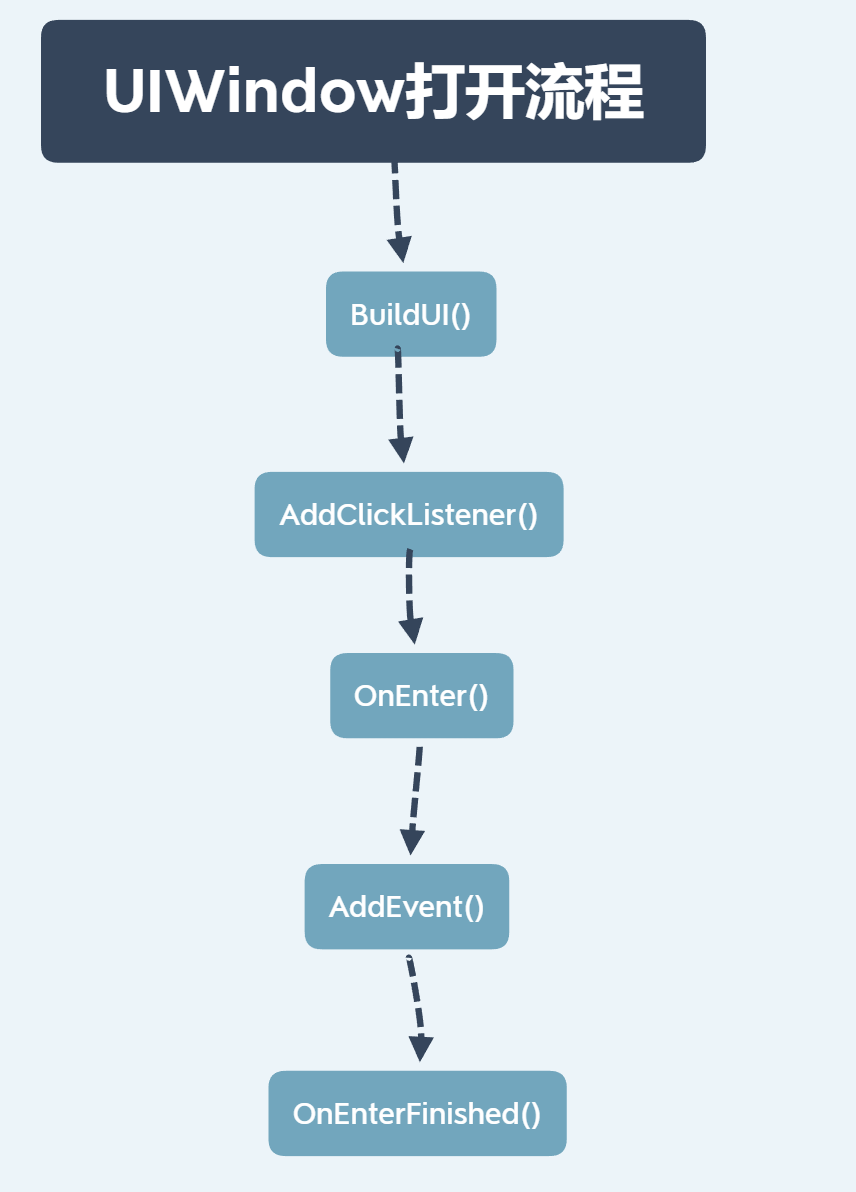 UIWindow打开流程
BuildUI()
AddClickListener()
OnEnter()
AddEvent()
OnEnterFinished()